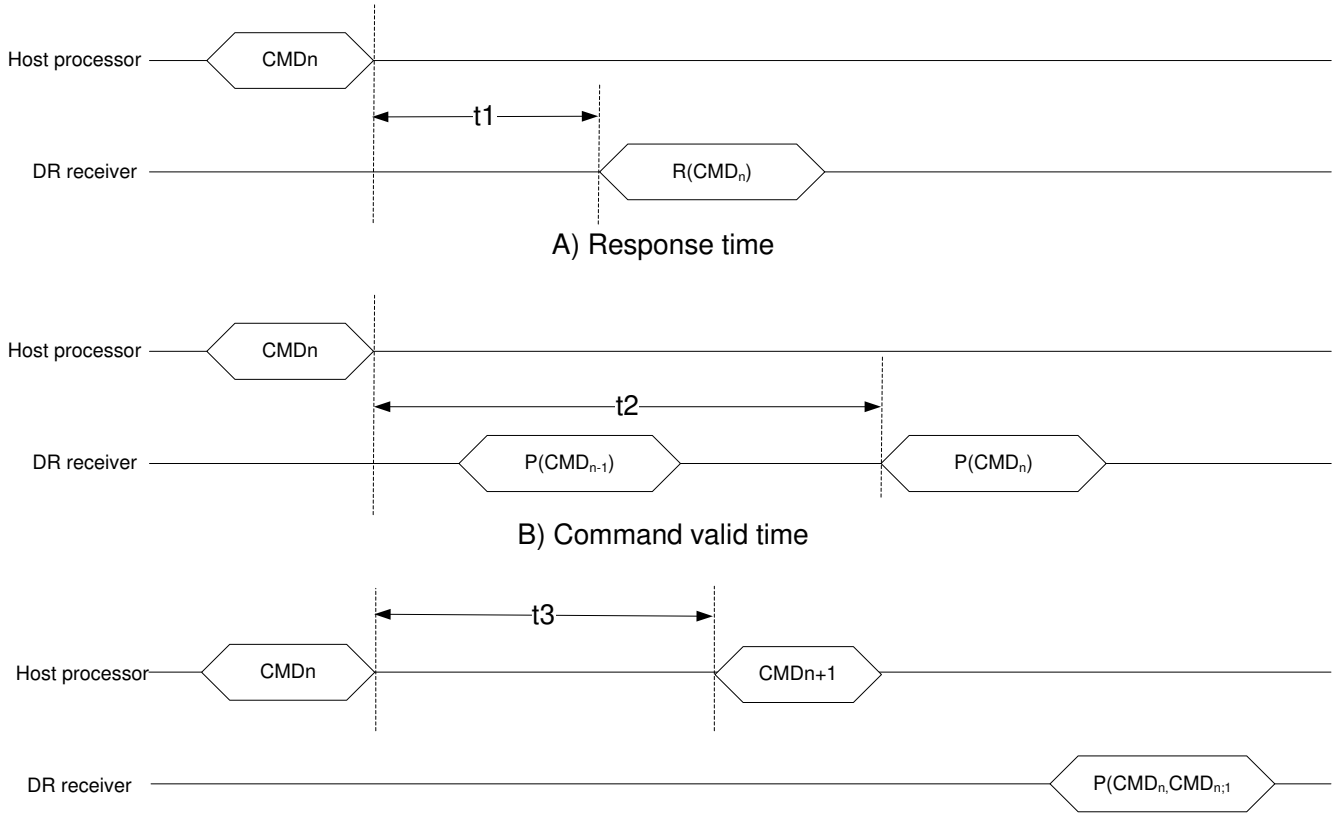 Host processor CMDn
t1
DR receiver R(CMDn)
A) Response time
Host processor CMDn
t2
DR receiver P(CMDn-1) P(CMDn)
B) Command valid time
t3
Host processor CMDn CMDn+1
DR receiver P(CMDn,CMDn;1